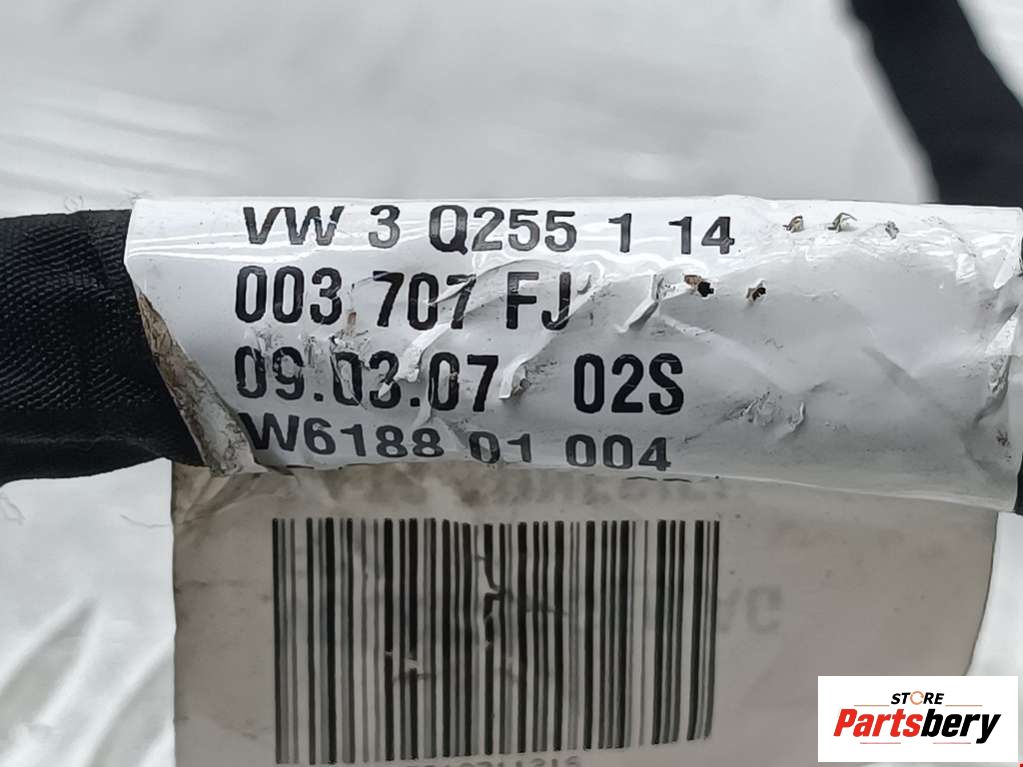 VW 3 Q255 1 14
003 707 FJ
09.03.07 02S
W6188 01 004
STORE
Partsbery